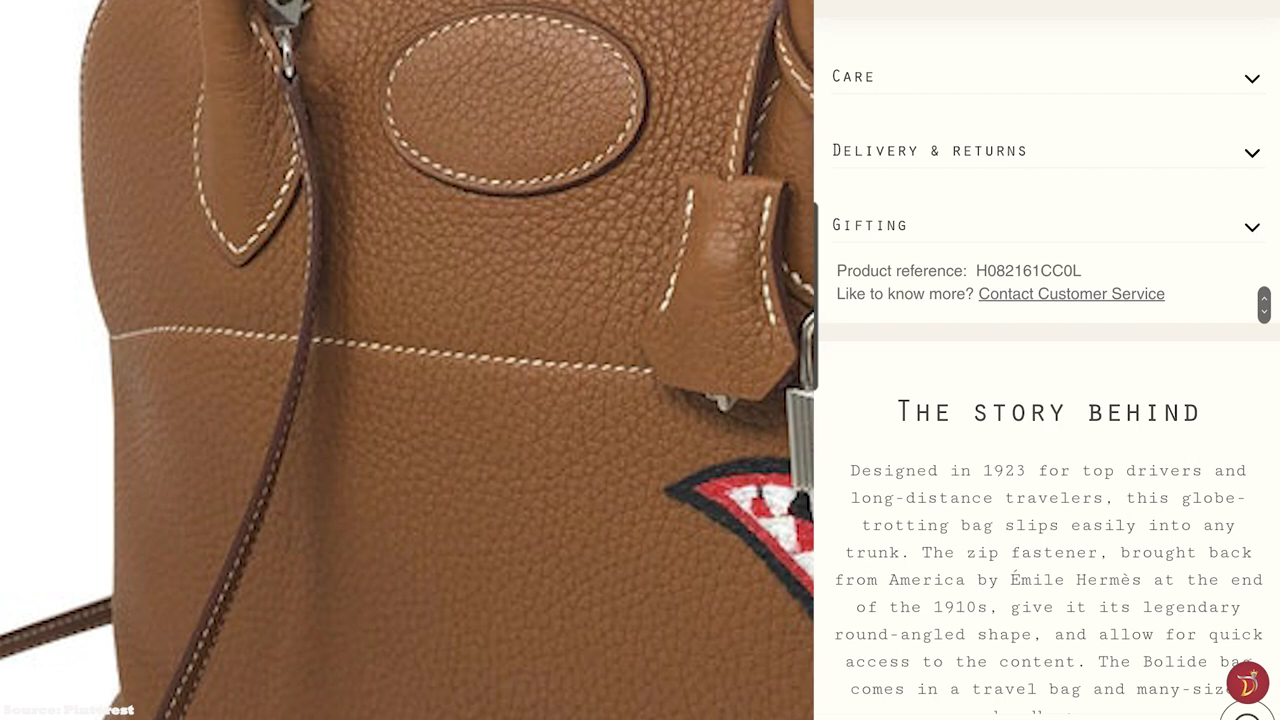 CARE
DELIVERY & RETURNS
GIFTING
Product reference: H082161CC0L
Like to know more? Contact Customer Service
THE STORY BEHIND
Designed in 1923 for top drivers and
long-distance travelers, this globe-
trotting bag slips easily into any
trunk. The zip fastener, brought back
from America by Émile Hermès at the end
of the 1910s, give it its legendary
round-angled shape, and allow for quick
access to the content. The Bolide bag
comes in a travel bag and many-siz
Source: Pinterest